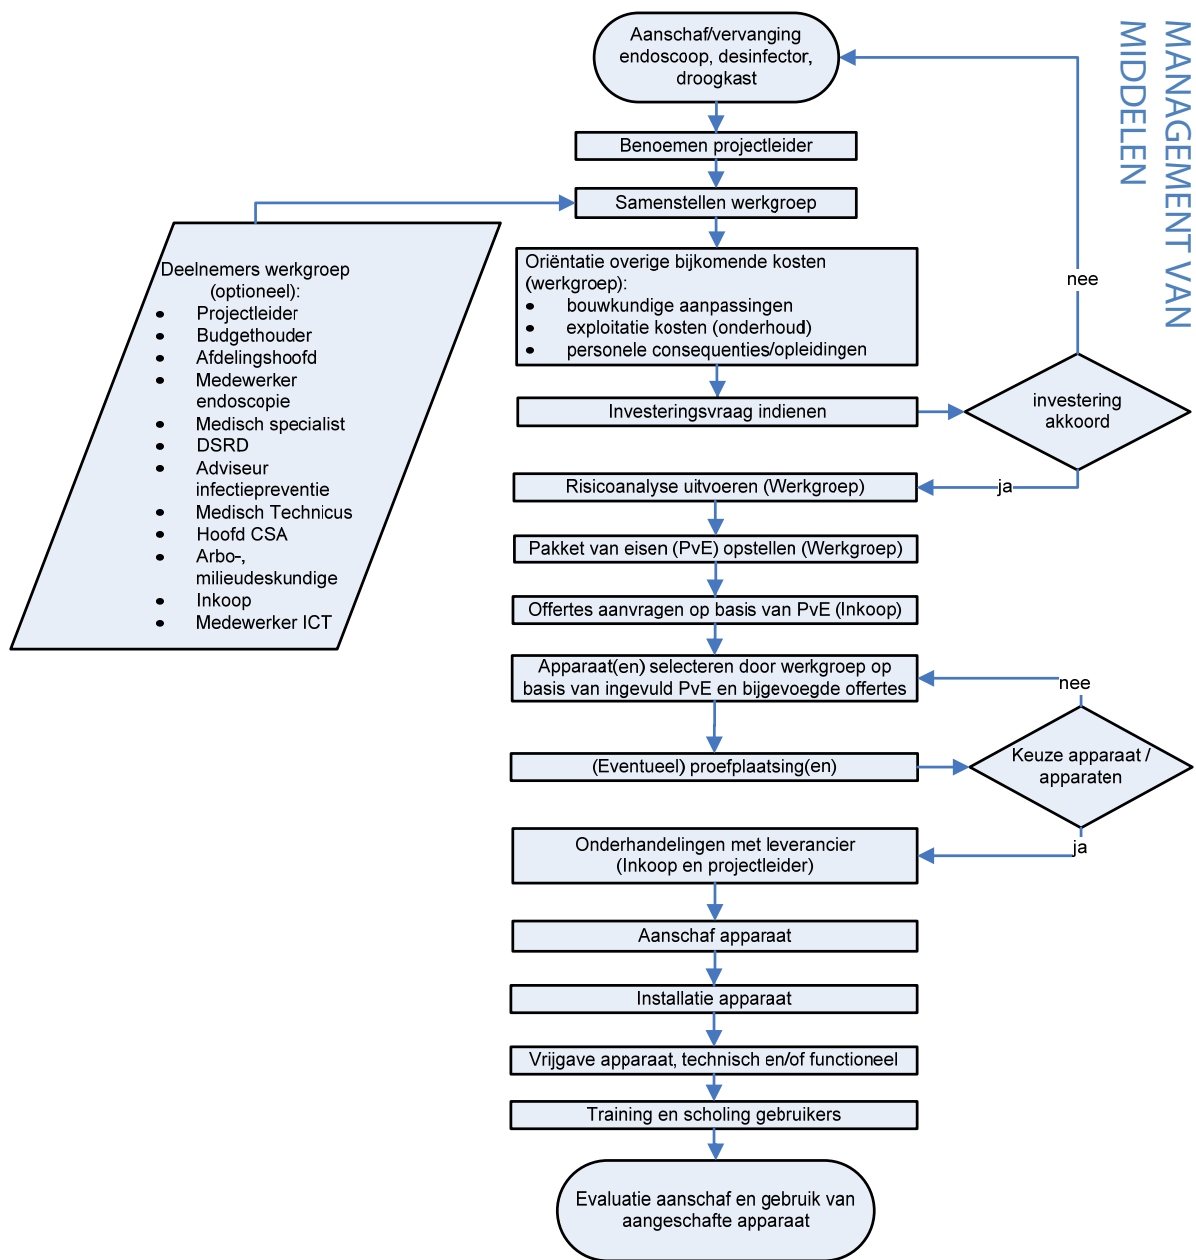 MANAGEMENT VAN
MIDDELEN
Aanschaf/vervanging
endoscoop, desinfector,
droogkast
Benoemen projectleider
Samenstellen werkgroep
Deelnemers werkgroep
(optioneel):
• Projectleider
• Budgethouder
• Afdelingshoofd
• Medewerker
endoscopie
• Medisch specialist
• DSRD
• Adviseur
infectiepreventie
• Medisch Technicus
• Hoofd CSA
• Arbo-,
milieudeskundige
• Inkoop
• Medewerker ICT
Oriëntatie overige bijkomende kosten
(werkgroep):
• bouwkundige aanpassingen
• exploitatie kosten (onderhoud)
• personele consequenties/opleidingen
Investeringsvraag indienen
investering
akkoord
nee
ja
Risicoanalyse uitvoeren (Werkgroep)
Pakket van eisen (PvE) opstellen (Werkgroep)
Offertes aanvragen op basis van PvE (Inkoop)
Apparaat(en) selecteren door werkgroep op
basis van ingevuld PvE en bijgevoegde offertes
(Eventueel) proefplaatsing(en)
Keuze apparaat /
apparaten
nee
ja
Onderhandelingen met leverancier
(Inkoop en projectleider)
Aanschaf apparaat
Installatie apparaat
Vrijgave apparaat, technisch en/of functioneel
Training en scholing gebruikers
Evaluatie aanschaf en gebruik van
aangeschafte apparaat